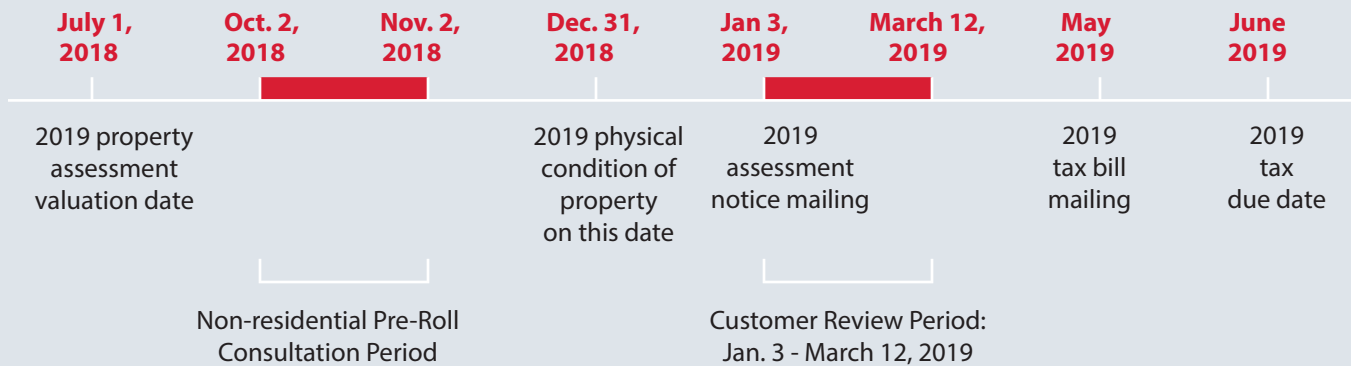 July 1,
2018
Oct. 2,
2018
Nov. 2,
2018
Dec. 31,
2018
Jan 3,
2019
March 12,
2019
May
2019
June
2019
2019 property
assessment
valuation date
2019 physical
condition of
property
on this date
2019
assessment
notice mailing
2019
tax bill
mailing
2019
tax
due date
Non-residential Pre-Roll
Consultation Period
Customer Review Period:
Jan. 3 - March 12, 2019